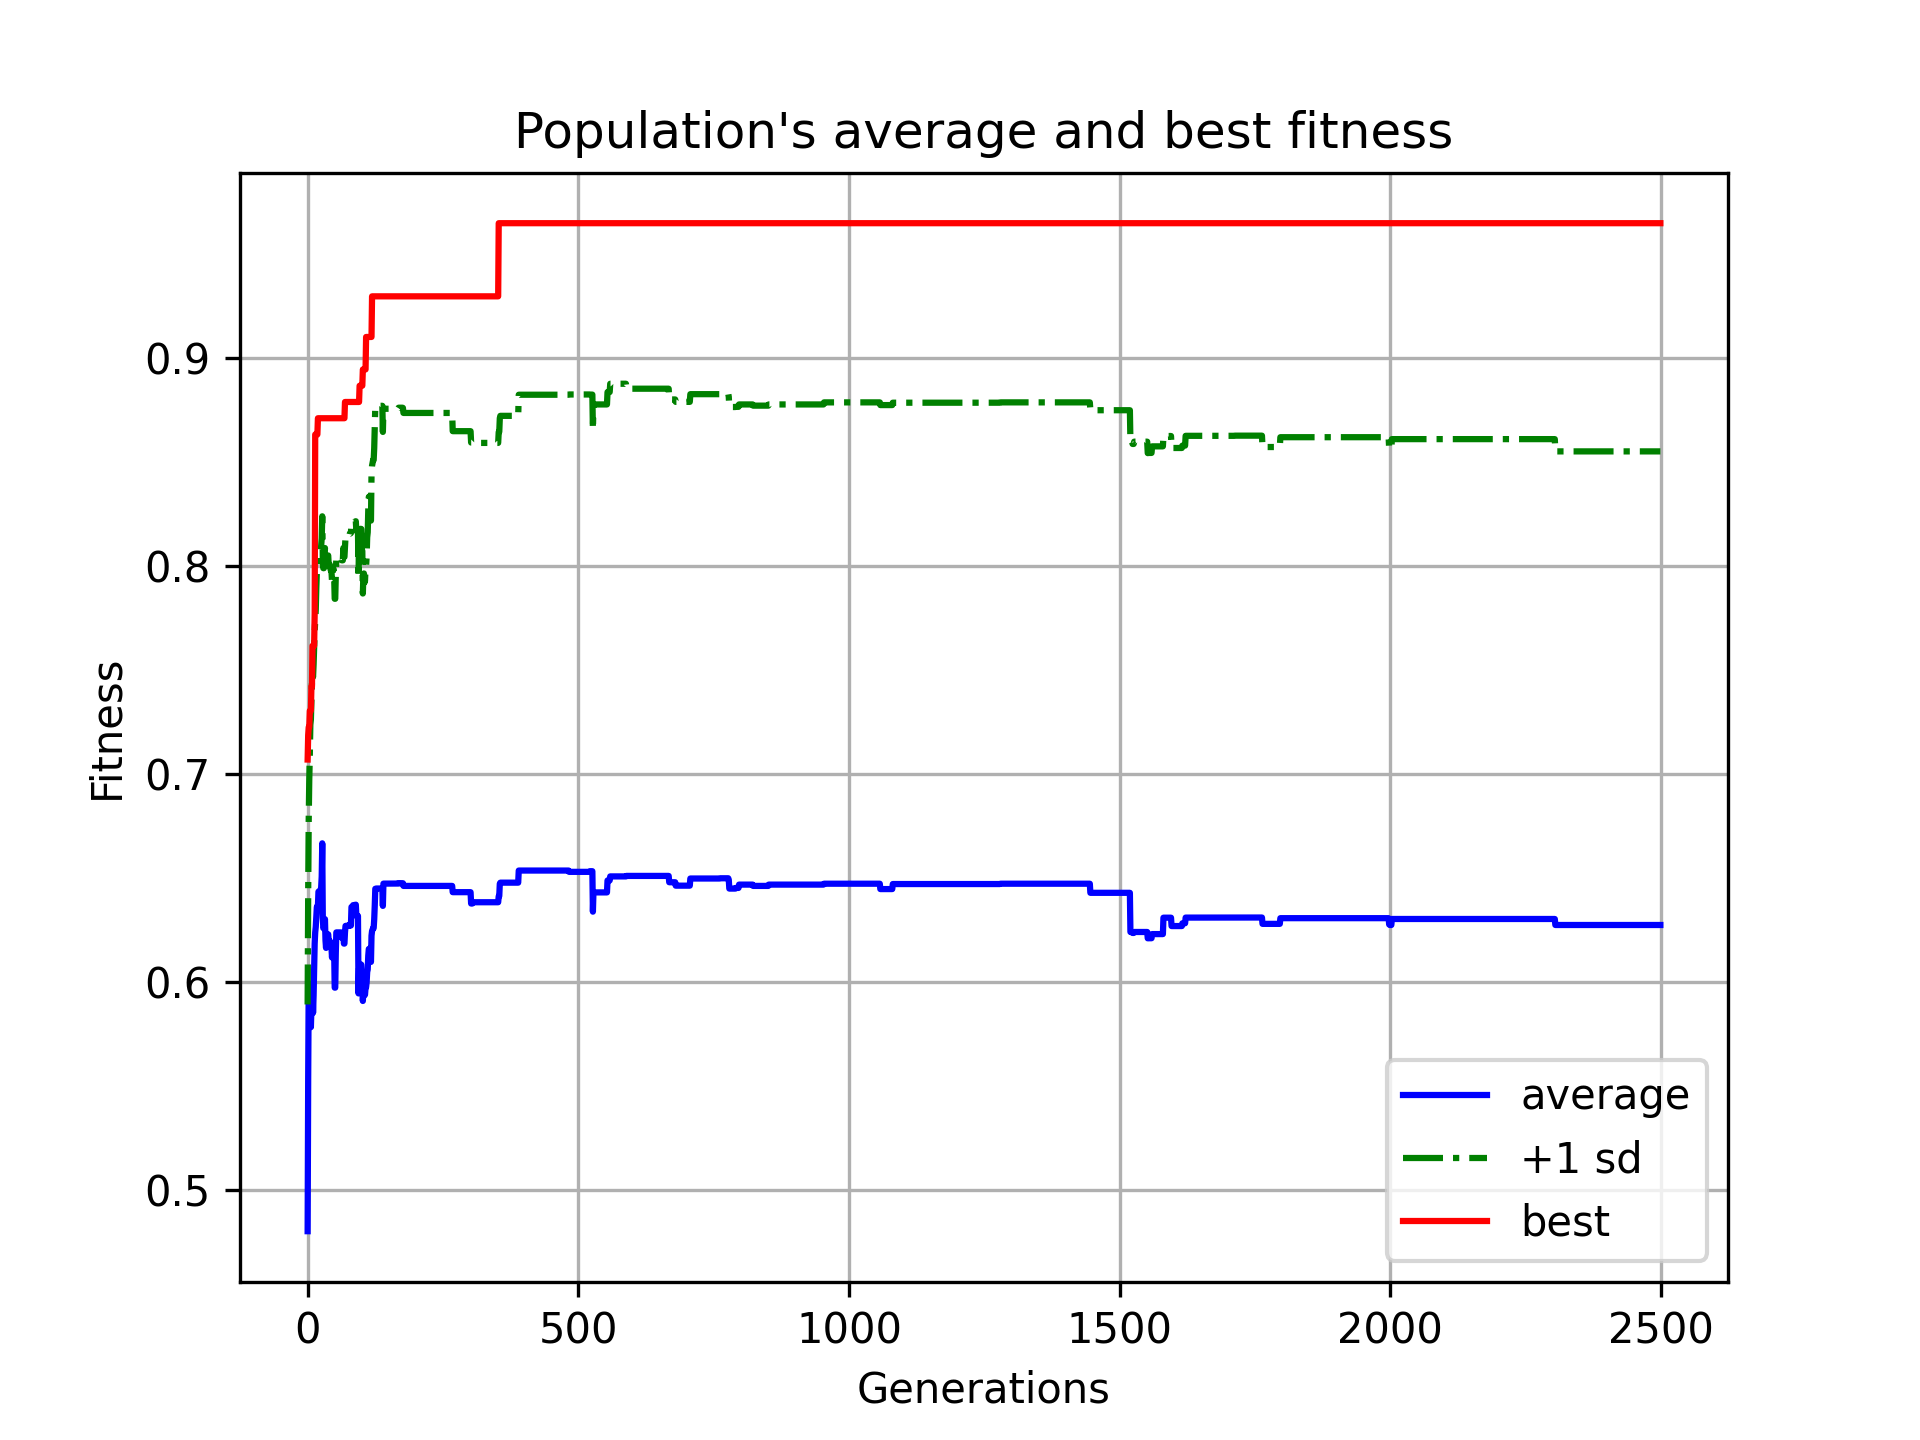 Population's average and best fitness
Fitness
0.9
0.8
0.7
0.6
0.5
0
500
1000
1500
2000
2500
Generations
average
+1 sd
best